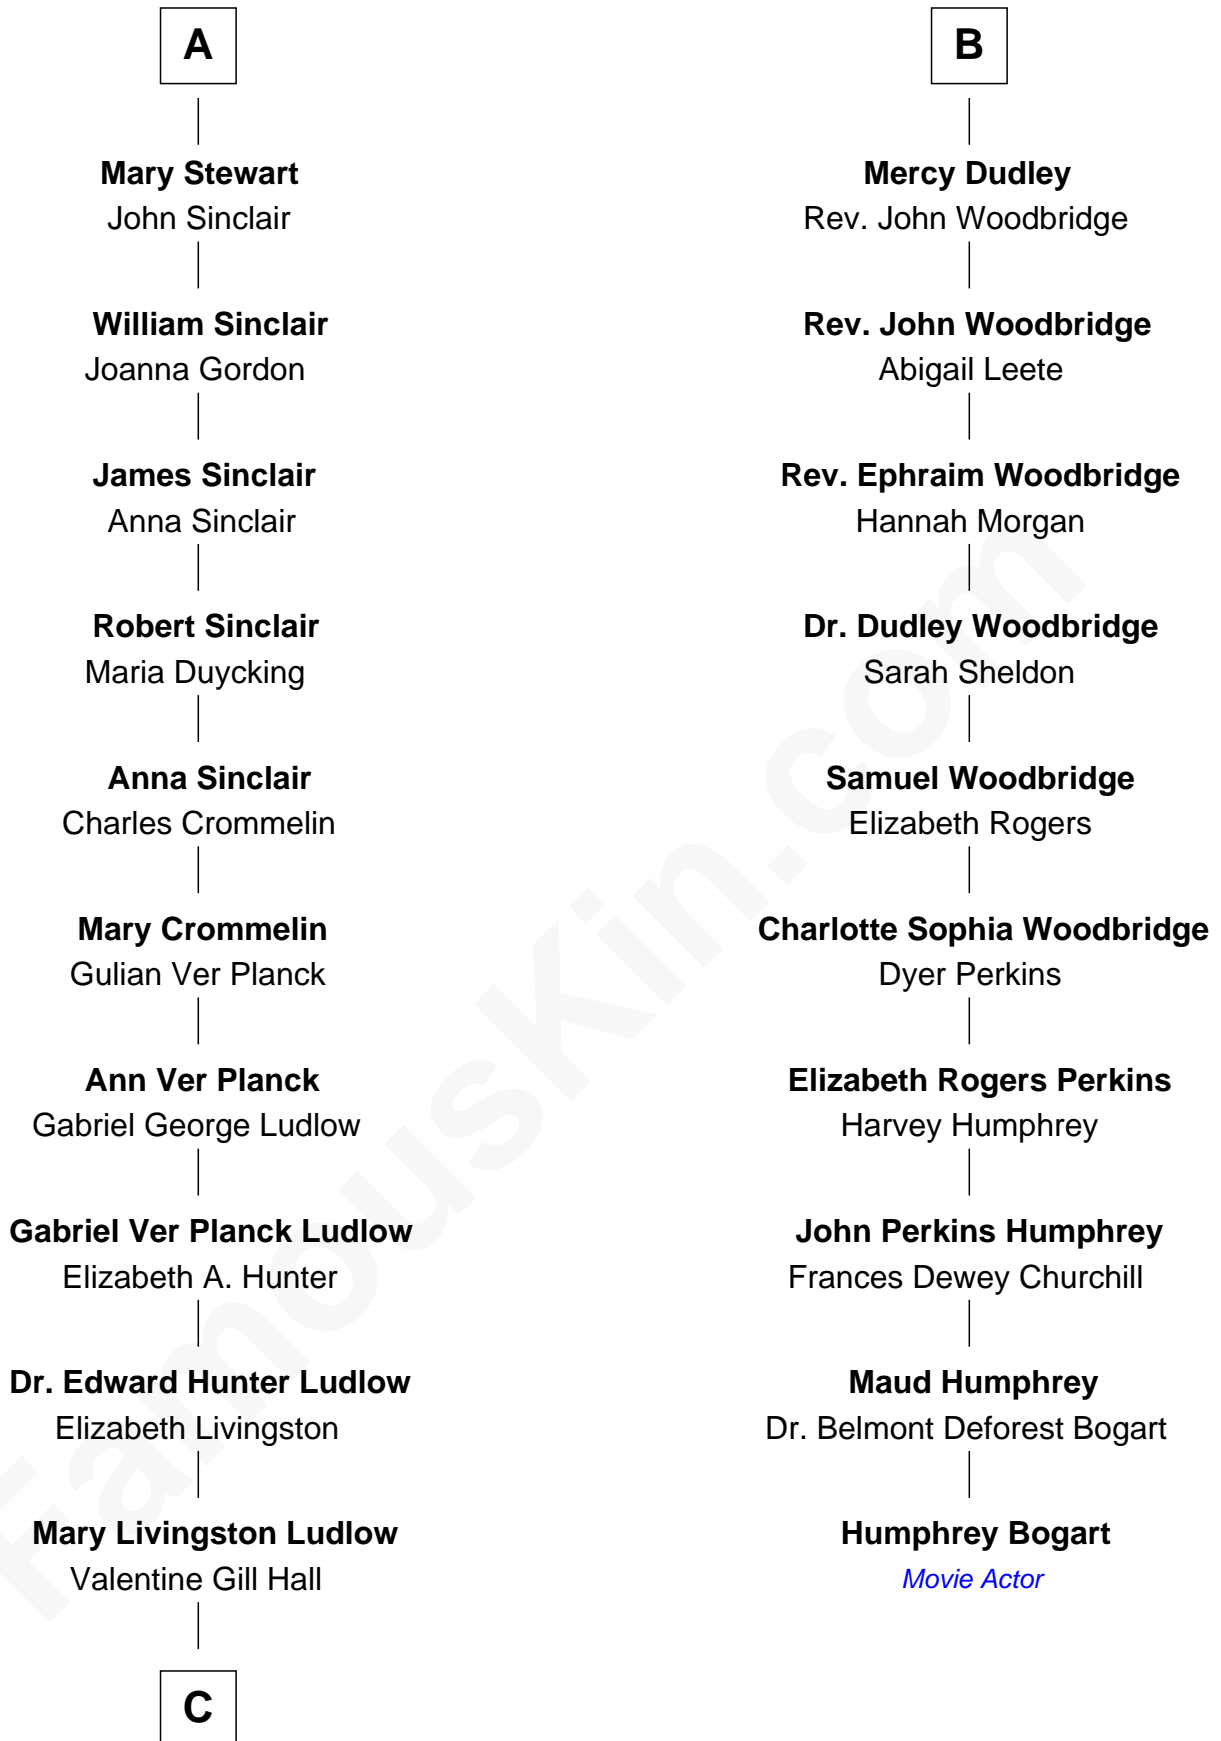 A
Mary Stewart
John Sinclair
William Sinclair
Joanna Gordon
James Sinclair
Anna Sinclair
Robert Sinclair
Maria Duycking
Anna Sinclair
Charles Crommelin
Mary Crommelin
Gulian Ver Planck
Ann Ver Planck
Gabriel George Ludlow
Gabriel Ver Planck Ludlow
Elizabeth A. Hunter
Dr. Edward Hunter Ludlow
Elizabeth Livingston
Mary Livingston Ludlow
Valentine Gill Hall
C
B
Mercy Dudley
Rev. John Woodbridge
Rev. John Woodbridge
Abigail Leete
Rev. Ephraim Woodbridge
Hannah Morgan
Dr. Dudley Woodbridge
Sarah Sheldon
Samuel Woodbridge
Elizabeth Rogers
Charlotte Sophia Woodbridge
Dyer Perkins
Elizabeth Rogers Perkins
Harvey Humphrey
John Perkins Humphrey
Frances Dewey Churchill
Maud Humphrey
Dr. Belmont Deforest Bogart
Humphrey Bogart
Movie Actor
FamousKin.com